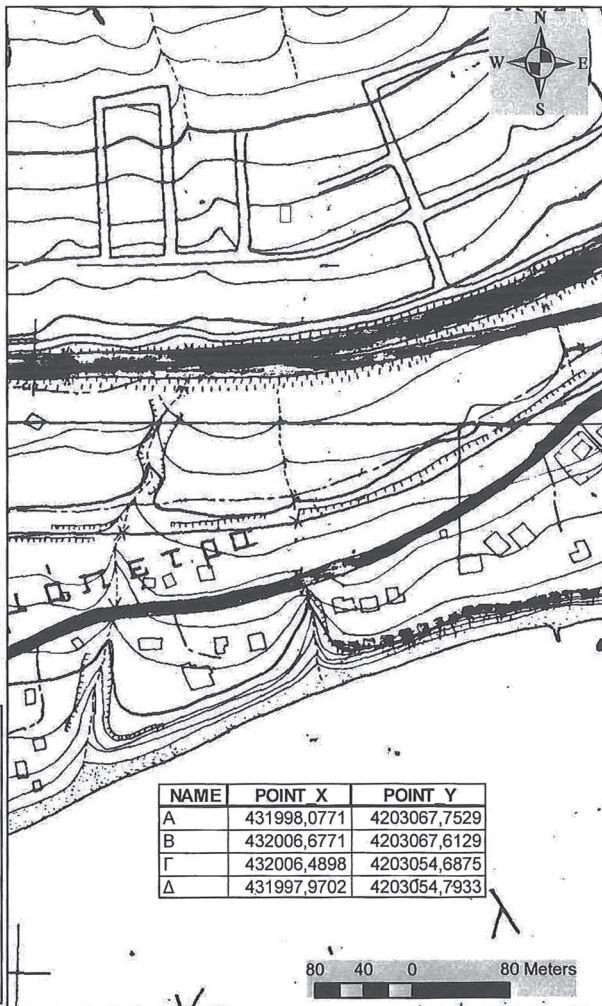 N
W E
S
ΠΕΤΡ
NAME POINT_X POINT_Y
Α 431998,0771 4203067,7529
Β 432006,6771 4203067,6129
Γ 432006,4898 4203054,6875
Δ 431997,9702 4203054,7933
λ
80 40 0 80 Meters